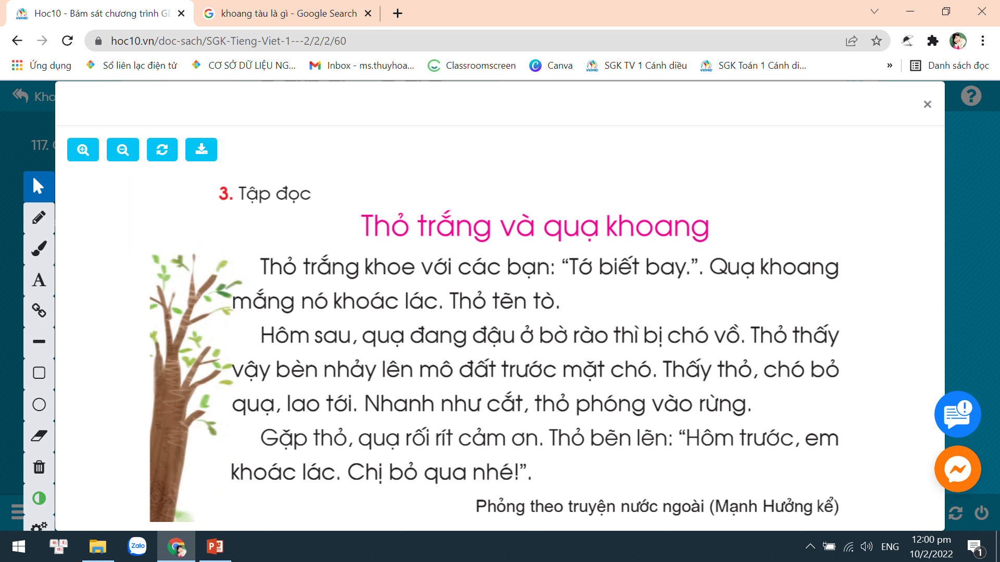 Hoc10 - Bám sát chương trình GD
khoang tàu là gì - Google Search
hoc10.vn/doc-sach/SGK-Tieng-Viet-1---2/2/2/60
Ứng dụng
Sổ liên lạc điện tử
CƠ SỞ DỮ LIỆU NG...
Inbox - ms.thuyhoa...
Classroomscreen
Canva
SGK TV 1 Cánh diều
SGK Toán 1 Cánh di...
»
Danh sách đọc
Kho
117.
3. Tập đọc
Thỏ trắng và quạ khoang
Thỏ trắng khoe với các bạn: “Tớ biết bay.”. Quạ khoang
mắng nó khoác lác. Thỏ tẽn tò.
Hôm sau, quạ đang đậu ở bờ rào thì bị chó vồ. Thỏ thấy
vậy bèn nhảy lên mô đất trước mặt chó. Thấy thỏ, chó bỏ
quạ, lao tới. Nhanh như cắt, thỏ phóng vào rừng.
Gặp thỏ, quạ rối rít cảm ơn. Thỏ bẽn lẽn: “Hôm trước, em
khoác lác. Chị bỏ qua nhé!”.
Phỏng theo truyện nước ngoài (Mạnh Hưởng kể)
Zalo
ENG
12:00 pm
10/2/2022
1